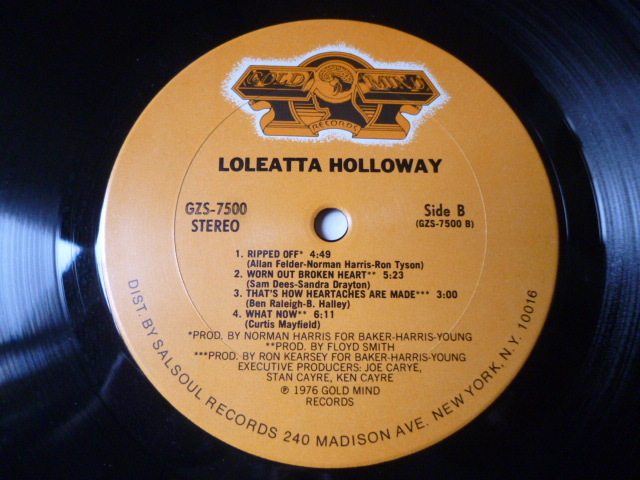 GOLD MIND
RECORDS
LOLEATTA HOLLOWAY
GZS-7500
STEREO
Side B
(GZS-7500 B)
1. RIPPED OFF* 4:49
(Allan Felder-Norman Harris-Ron Tyson)
2. WORN OUT BROKEN HEART** 5:23
(Sam Dees-Sandra Drayton)
3. THAT'S HOW HEARTACHES ARE MADE*** 3:00
(Ben Raleigh-B. Halley)
4. WHAT NOW** 6:11
(Curtis Mayfield)
*PROD. BY NORMAN HARRIS FOR BAKER-HARRIS-YOUNG
**PROD. BY FLOYD SMITH
***PROD. BY RON KEARSEY FOR BAKER-HARRIS-YOUNG
EXECUTIVE PRODUCERS: JOE CARYE,
STAN CAYRE, KEN CAYRE
℗ 1976 GOLD MIND
RECORDS
DIST. BY SALSOUL RECORDS 240 MADISON AVE. NEW YORK, N.Y. 10016